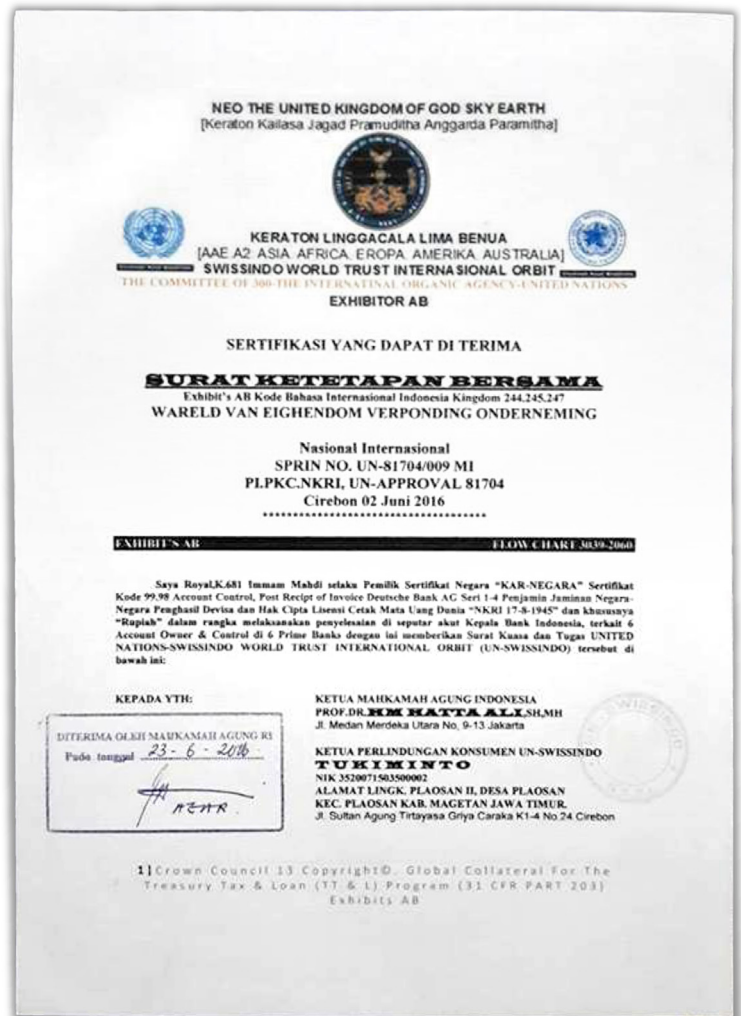 NEO THE UNITED KINGDOM OF GOD SKY EARTH
[Keraton Kailasa Jagad Pramuditha Anggarda Paramitha]
KERATON LINGGACALA LIMA BENUA
[AAE A2 ASIA, AFRICA, EROPA, AMERIKA, AUSTRALIA]
SWISSINDO WORLD TRUST INTERNASIONAL ORBIT
THE COMMITTEE OF 300-THE INTERNATINAL ORGANIC AGENCY-UNITED NATIONS
EXHIBITOR AB
SERTIFIKASI YANG DAPAT DI TERIMA
SURAT KETETAPAN BERSAMA
Exhibit's AB Kode Bahasa Internasional Indonesia Kingdom 244.245.247
WARELD VAN EIGHENDOM VERPONDING ONDERNEMING
Nasional Internasional
SPRIN NO. UN-81704/009 MI
PI.PKC.NKRI, UN-APPROVAL 81704
Cirebon 02 Juni 2016
*************************************
EXHIBIT'S AB FLOW CHART 3039-2060
Saya Royal.K.681 Immam Mahdi selaku Pemilik Sertifikat Negara "KAR-NEGARA" Sertifikat
Kode 99.98 Account Control, Post Recipt of Invoice Deutsche Bank AG Seri 1-4 Penjamin Jaminan Negara-
Negara Penghasil Devisa dan Hak Cipta Lisensi Cetak Mata Uang Dunia "NKRI 17-8-1945" dan khususnya
"Rupiah" dalam rangka melaksanakan penyelesaian di seputar akut Kepala Bank Indonesia, terkait 6
Account Owner & Control di 6 Prime Banks dengan ini memberikan Surat Kuasa dan Tugas UNITED
NATIONS-SWISSINDO WORLD TRUST INTERNATIONAL ORBIT (UN-SWISSINDO) tersebut di
bawah ini:
KEPADA YTH:
KETUA MAHKAMAH AGUNG INDONESIA
PROF.DR.HM HATTA ALI,SH,MH
Jl. Medan Merdeka Utara No, 9-13 Jakarta
DITERIMA OLEH MAHKAMAH AGUNG RI
Pada tanggal 23-6-2016
AZHAR.
KETUA PERLINDUNGAN KONSUMEN UN-SWISSINDO
TUKIMINTO
NIK 3520071503500002
ALAMAT LINGK. PLAOSAN II, DESA PLAOSAN
KEC. PLAOSAN KAB. MAGETAN JAWA TIMUR.
Jl. Sultan Agung Tirtayasa Griya Caraka K1-4 No.24 Cirebon
1]Crown Council 13 Copyright©. Global Collateral For The
Treasury Tax & Loan (TT & L) Program (31 CFR PART 203)
Exhibits AB